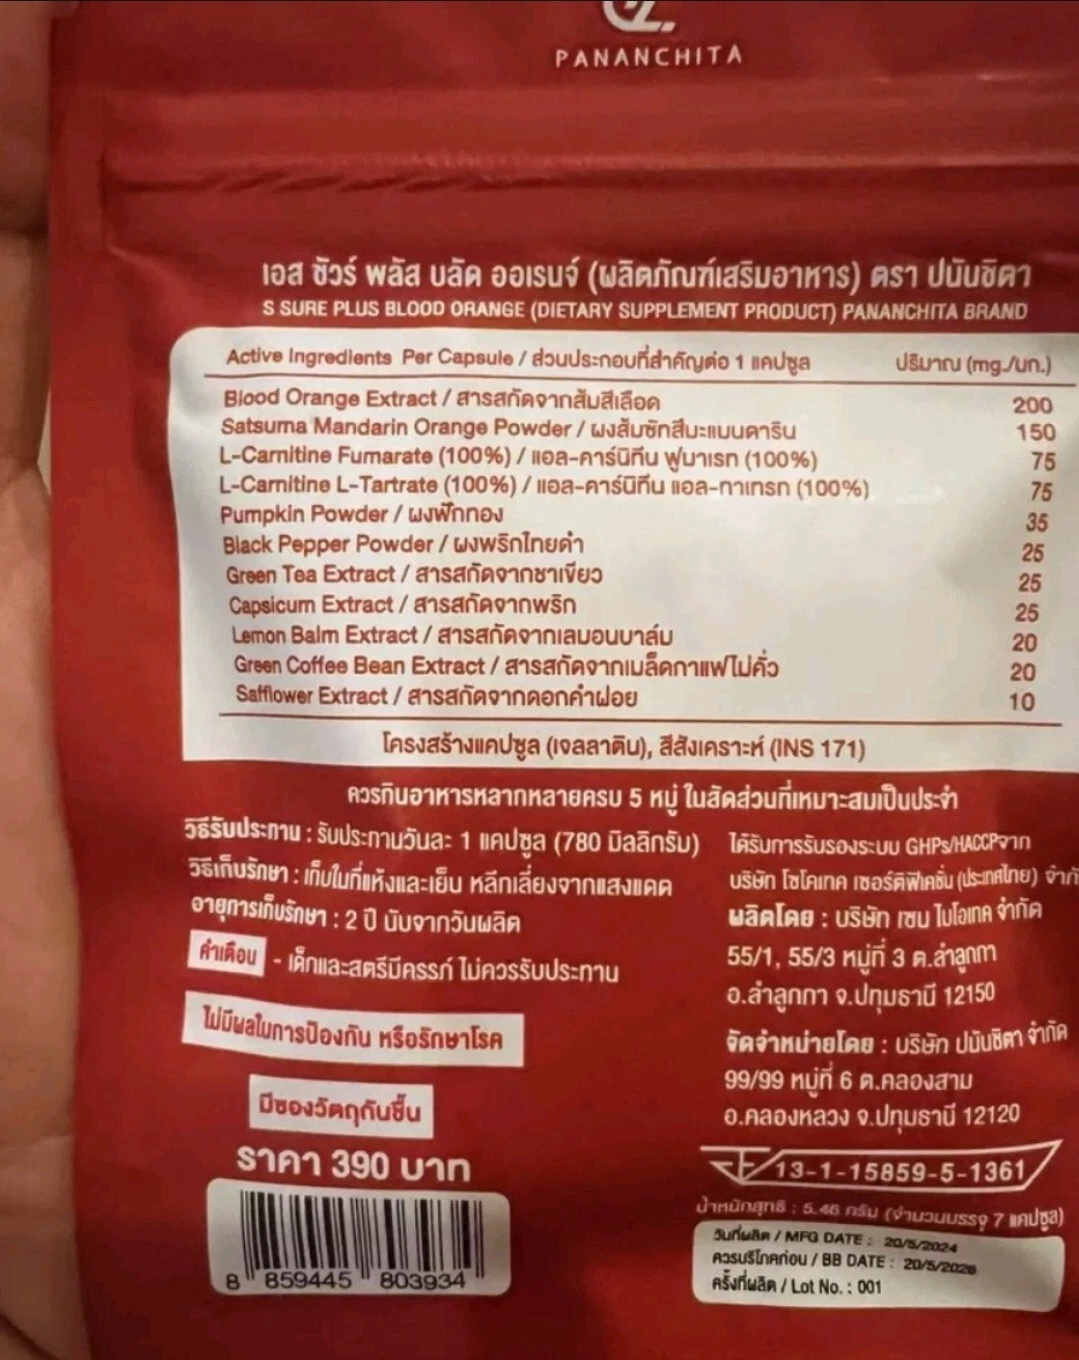 PANANCHITA
เอส ชัวร์ พลัส บลัด ออเรนจ์ (ผลิตภัณฑ์เสริมอาหาร) ตรา ปนันชิตา
S SURE PLUS BLOOD ORANGE (DIETARY SUPPLEMENT PRODUCT) PANANCHITA BRAND
Active Ingredients Per Capsule / ส่วนประกอบที่สำคัญต่อ 1 แคปซูล ปริมาณ (mg./มก.)
Blood Orange Extract / สารสกัดจากส้มสีเลือด 200
Satsuma Mandarin Orange Powder / ผงส้มซัทสึมะแมนดาริน 150
L-Carnitine Fumarate (100%) / แอล-คาร์นิทีน ฟูมาเรท (100%) 75
L-Carnitine L-Tartrate (100%) / แอล-คาร์นิทีน แอล-ทาเทรท (100%) 75
Pumpkin Powder / ผงฟักทอง 35
Black Pepper Powder / ผงพริกไทยดำ 25
Green Tea Extract / สารสกัดจากชาเขียว 25
Capsicum Extract / สารสกัดจากพริก 25
Lemon Balm Extract / สารสกัดจากเลมอนบาล์ม 20
Green Coffee Bean Extract / สารสกัดจากเมล็ดกาแฟไม่คั่ว 20
Safflower Extract / สารสกัดจากดอกคำฝอย 10
โครงสร้างแคปซูล (เจลลาติน), สีสังเคราะห์ (INS 171)
ควรกินอาหารหลากหลายครบ 5 หมู่ ในสัดส่วนที่เหมาะสมเป็นประจำ
วิธีรับประทาน : รับประทานวันละ 1 แคปซูล (780 มิลลิกรัม)
วิธีเก็บรักษา : เก็บในที่แห้งและเย็น หลีกเลี่ยงจากแสงแดด
อายุการเก็บรักษา : 2 ปี นับจากวันผลิต
คำเตือน - เด็กและสตรีมีครรภ์ ไม่ควรรับประทาน
ไม่มีผลในการป้องกัน หรือรักษาโรค
มีซองวัตถุกันชื้น
ราคา 390 บาท
8 859445 803934
ได้รับการรับรองระบบ GHPs/HACCPจาก
บริษัท โซโคเทค เซอร์ติฟิเคชั่น (ประเทศไทย) จำกั
ผลิตโดย : บริษัท เซน ไบโอเทค จำกัด
55/1, 55/3 หมู่ที่ 3 ต.ลำลูกกา
อ.ลำลูกกา จ.ปทุมธานี 12150
จัดจำหน่ายโดย : บริษัท ปนันชิตา จำกัด
99/99 หมู่ที่ 6 ต.คลองสาม
อ.คลองหลวง จ.ปทุมธานี 12120
13-1-15859-5-1361
น้ำหนักสุทธิ : 5.46 กรัม (จำนวนบรรจุ 7 แคปซูล)
วันที่ผลิต / MFG DATE : 20/5/2024
ควรบริโภคก่อน / BB DATE : 20/5/2026
ครั้งที่ผลิต / Lot No. : 001